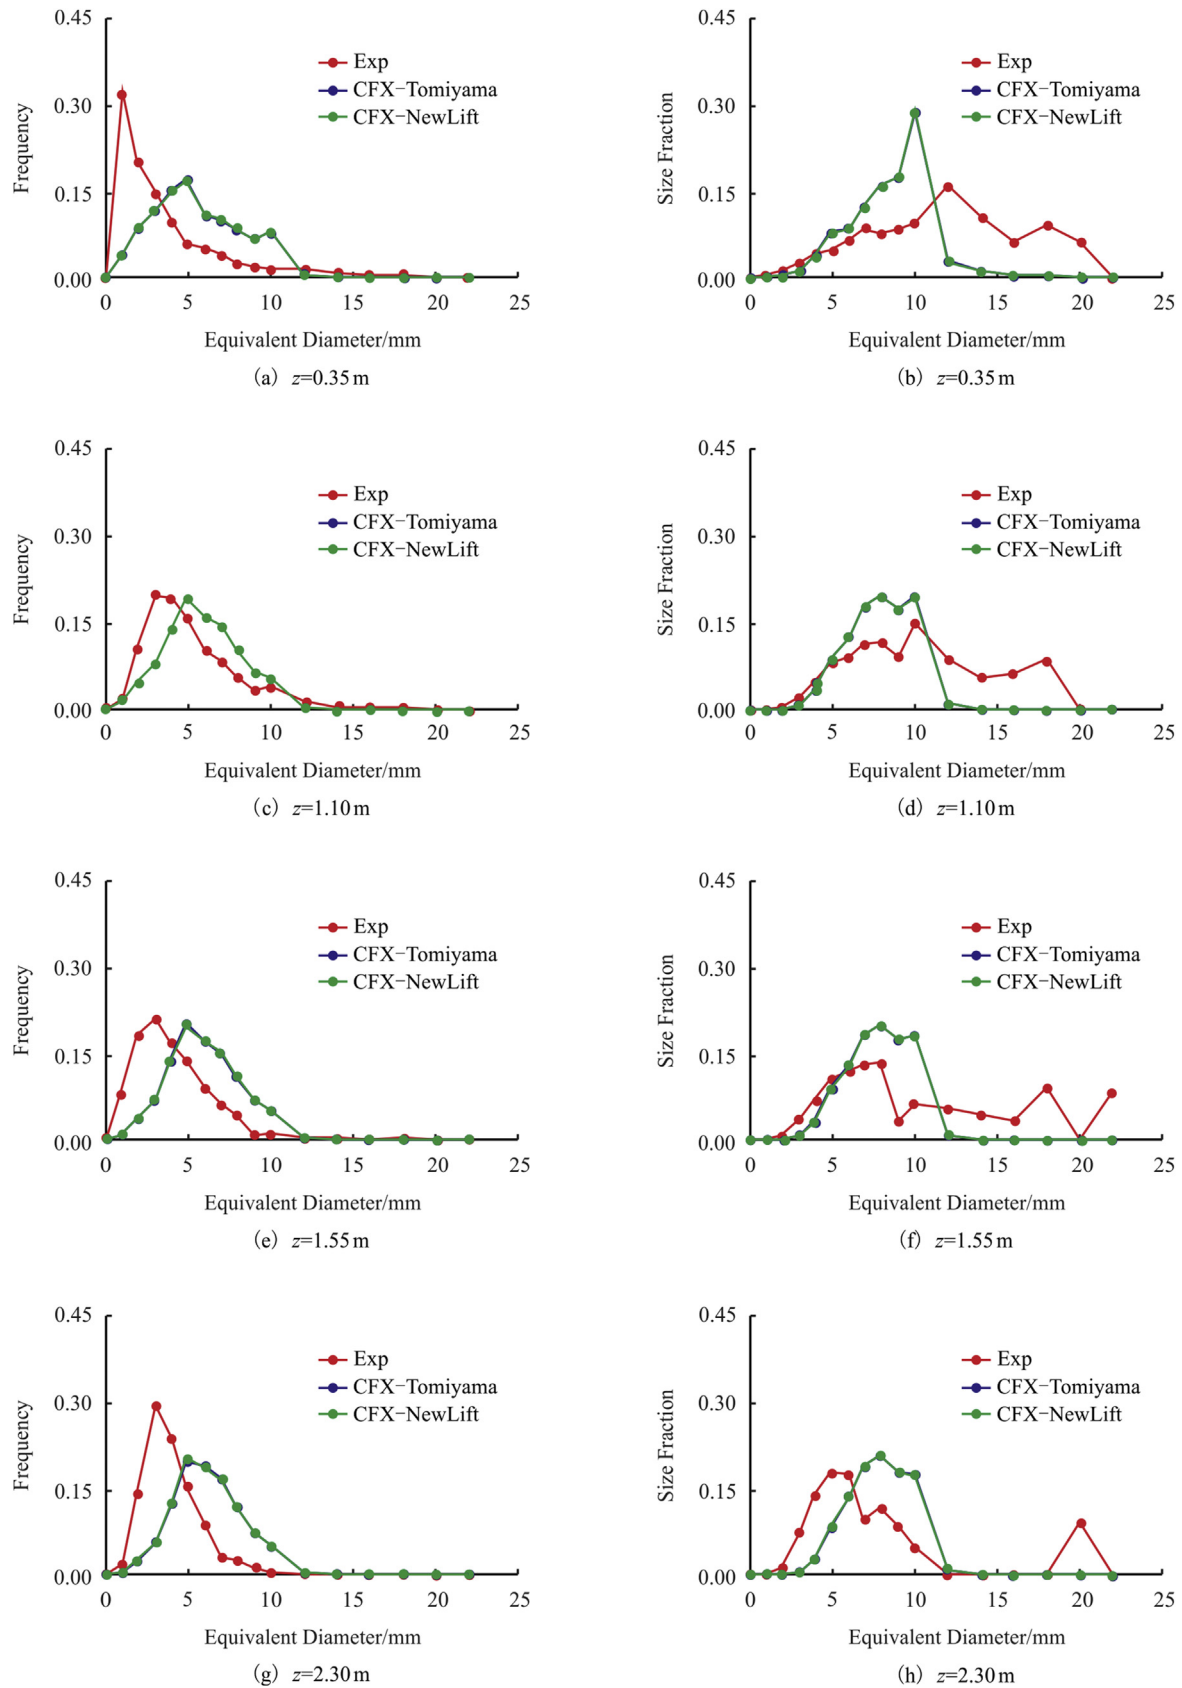 0.45
0.30
0.15
0.00
Frequency
Exp
CFX-Tomiyama
CFX-NewLift
0 5 10 15 20 25
Equivalent Diameter/mm
(a) z=0.35 m
0.45
0.30
0.15
0.00
Size Fraction
Exp
CFX-Tomiyama
CFX-NewLift
0 5 10 15 20 25
Equivalent Diameter/mm
(b) z=0.35 m
0.45
0.30
0.15
0.00
Frequency
Exp
CFX-Tomiyama
CFX-NewLift
0 5 10 15 20 25
Equivalent Diameter/mm
(c) z=1.10 m
0.45
0.30
0.15
0.00
Size Fraction
Exp
CFX-Tomiyama
CFX-NewLift
0 5 10 15 20 25
Equivalent Diameter/mm
(d) z=1.10 m
0.45
0.30
0.15
0.00
Frequency
Exp
CFX-Tomiyama
CFX-NewLift
0 5 10 15 20 25
Equivalent Diameter/mm
(e) z=1.55 m
0.45
0.30
0.15
0.00
Size Fraction
Exp
CFX-Tomiyama
CFX-NewLift
0 5 10 15 20 25
Equivalent Diameter/mm
(f) z=1.55 m
0.45
0.30
0.15
0.00
Frequency
Exp
CFX-Tomiyama
CFX-NewLift
0 5 10 15 20 25
Equivalent Diameter/mm
(g) z=2.30 m
0.45
0.30
0.15
0.00
Size Fraction
Exp
CFX-Tomiyama
CFX-NewLift
0 5 10 15 20 25
Equivalent Diameter/mm
(h) z=2.30 m